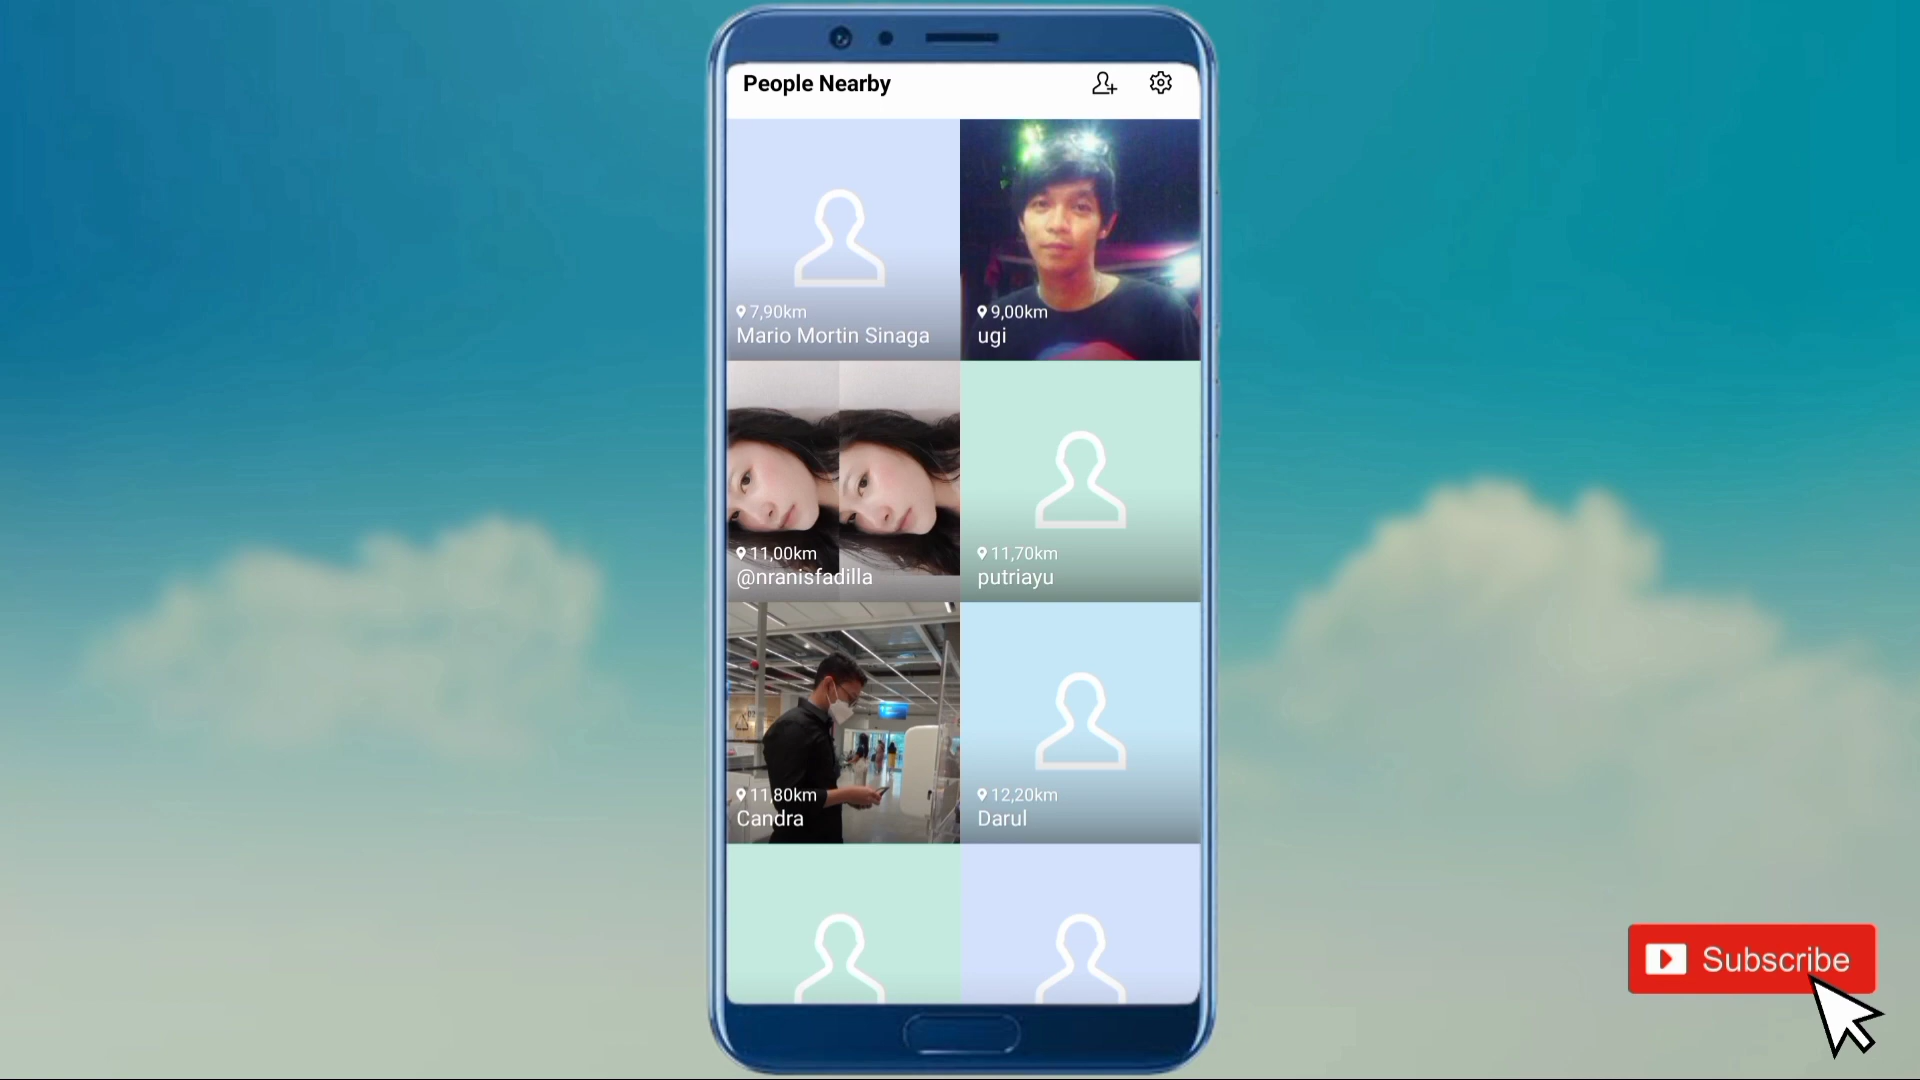 People Nearby
7,90km
Mario Mortin Sinaga
9,00km
ugi
11,00km
@nranisfadilla
11,70km
putriayu
11,80km
Candra
12,20km
Darul
Subscribe